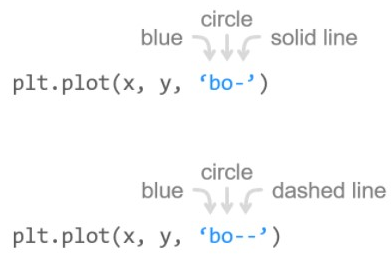 circle
blue solid line
plt.plot(x, y, ‘bo-’)
circle
blue dashed line
plt.plot(x, y, ‘bo--’)